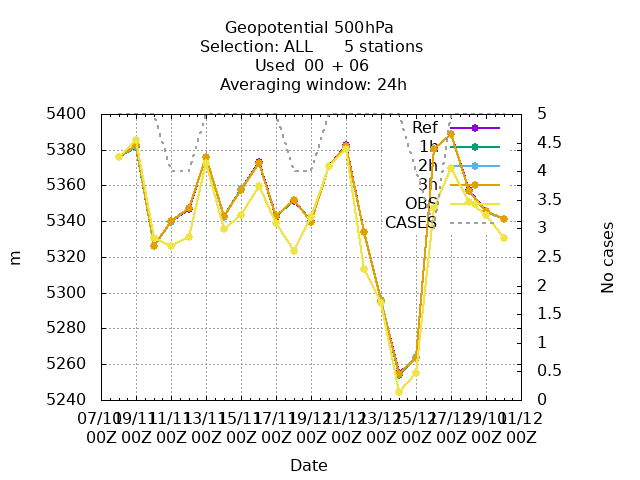 Geopotential 500hPa
Selection: ALL      5 stations
Used  00 + 06
Averaging window: 24h
5400
5380
5360
5340
5320
5300
5280
5260
5240
m
5
4.5
4
3.5
3
2.5
2
1.5
1
0.5
0
No cases
Ref
1h
2h
3h
OBS
CASES
07/10 09/11 11/11 13/11 15/11 17/11 19/11 21/12 23/12 25/12 27/12 29/10 01/12
00Z 00Z 00Z 00Z 00Z 00Z 00Z 00Z 00Z 00Z 00Z 00Z 00Z
Date